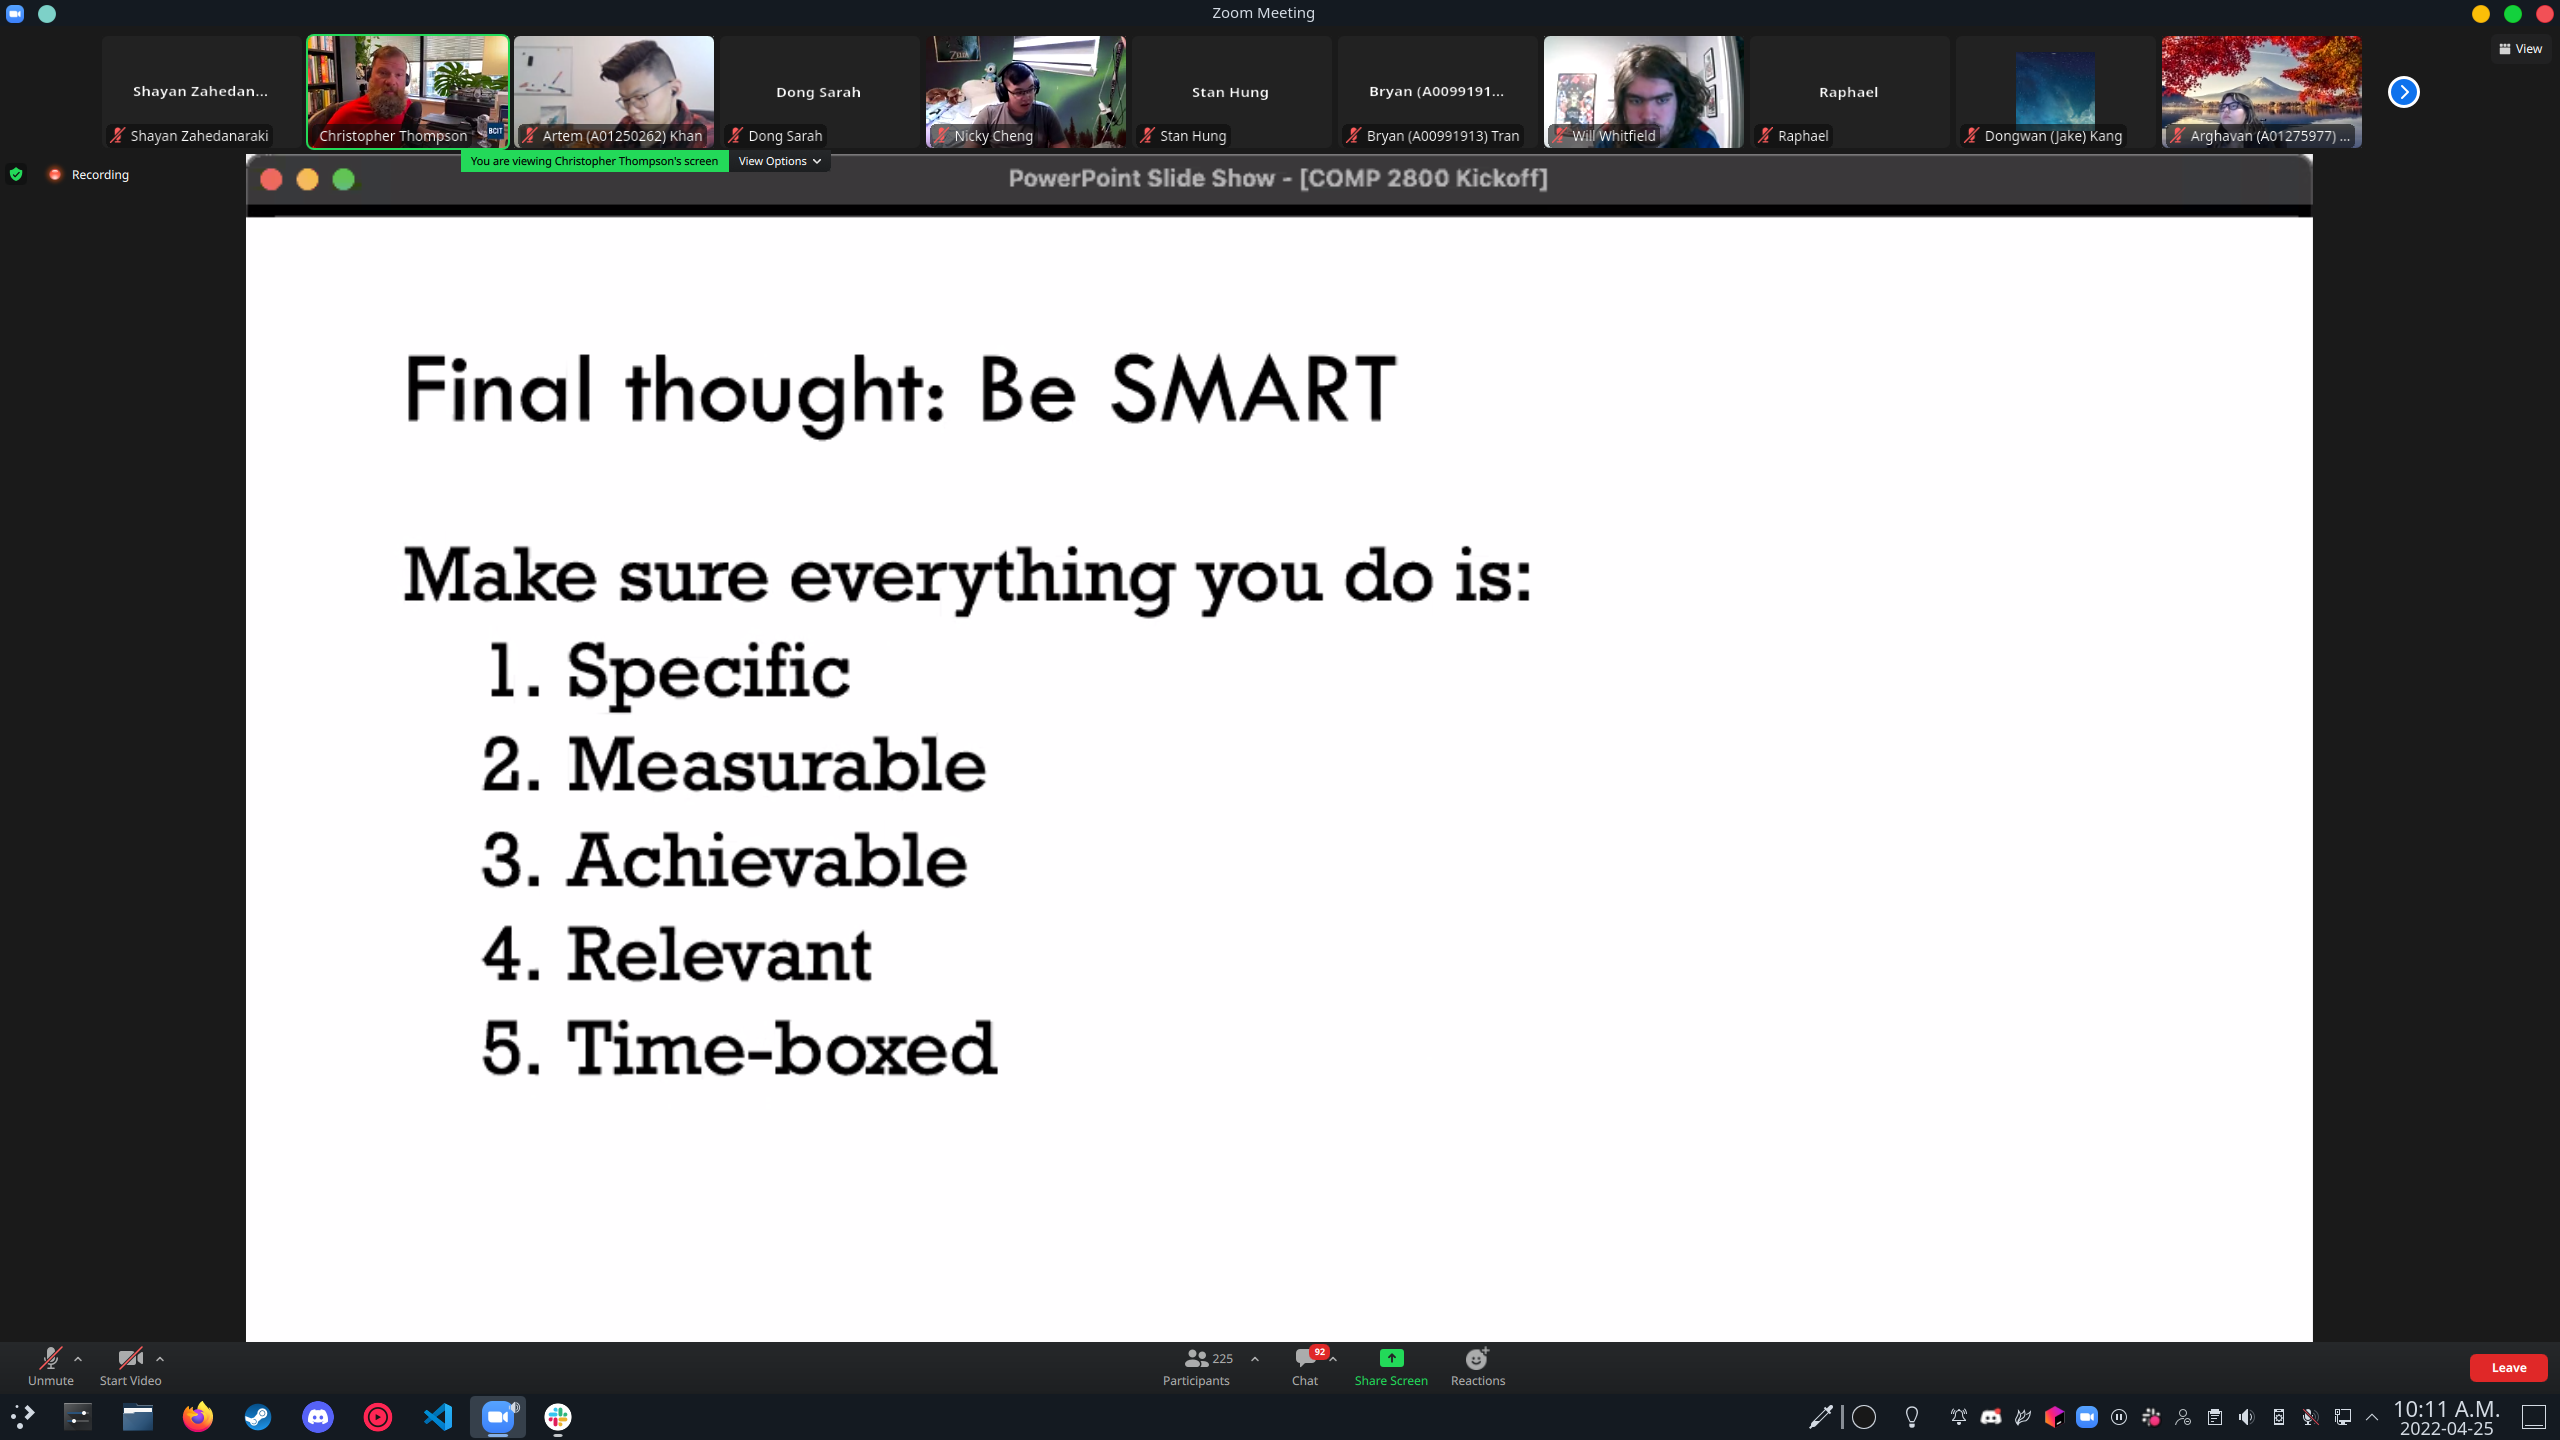 Zoom Meeting
Shayan Zahedan...
Shayan Zahedanaraki
Christopher Thompson
BCIT
Artem (A01250262) Khan
Dong Sarah
Dong Sarah
Nicky Cheng
Stan Hung
Stan Hung
Bryan (A0099191...
Bryan (A00991913) Tran
Will Whitfield
Raphael
Raphael
Dongwan (Jake) Kang
Arghavan (A01275977) ...
View
You are viewing Christopher Thompson's screen
View Options
Recording
PowerPoint Slide Show - [COMP 2800 Kickoff]
Final thought: Be SMART
Make sure everything you do is:
1. Specific
2. Measurable
3. Achievable
4. Relevant
5. Time-boxed
Unmute
Start Video
225
Participants
92
Chat
Share Screen
Reactions
Leave
10:11 A.M.
2022-04-25